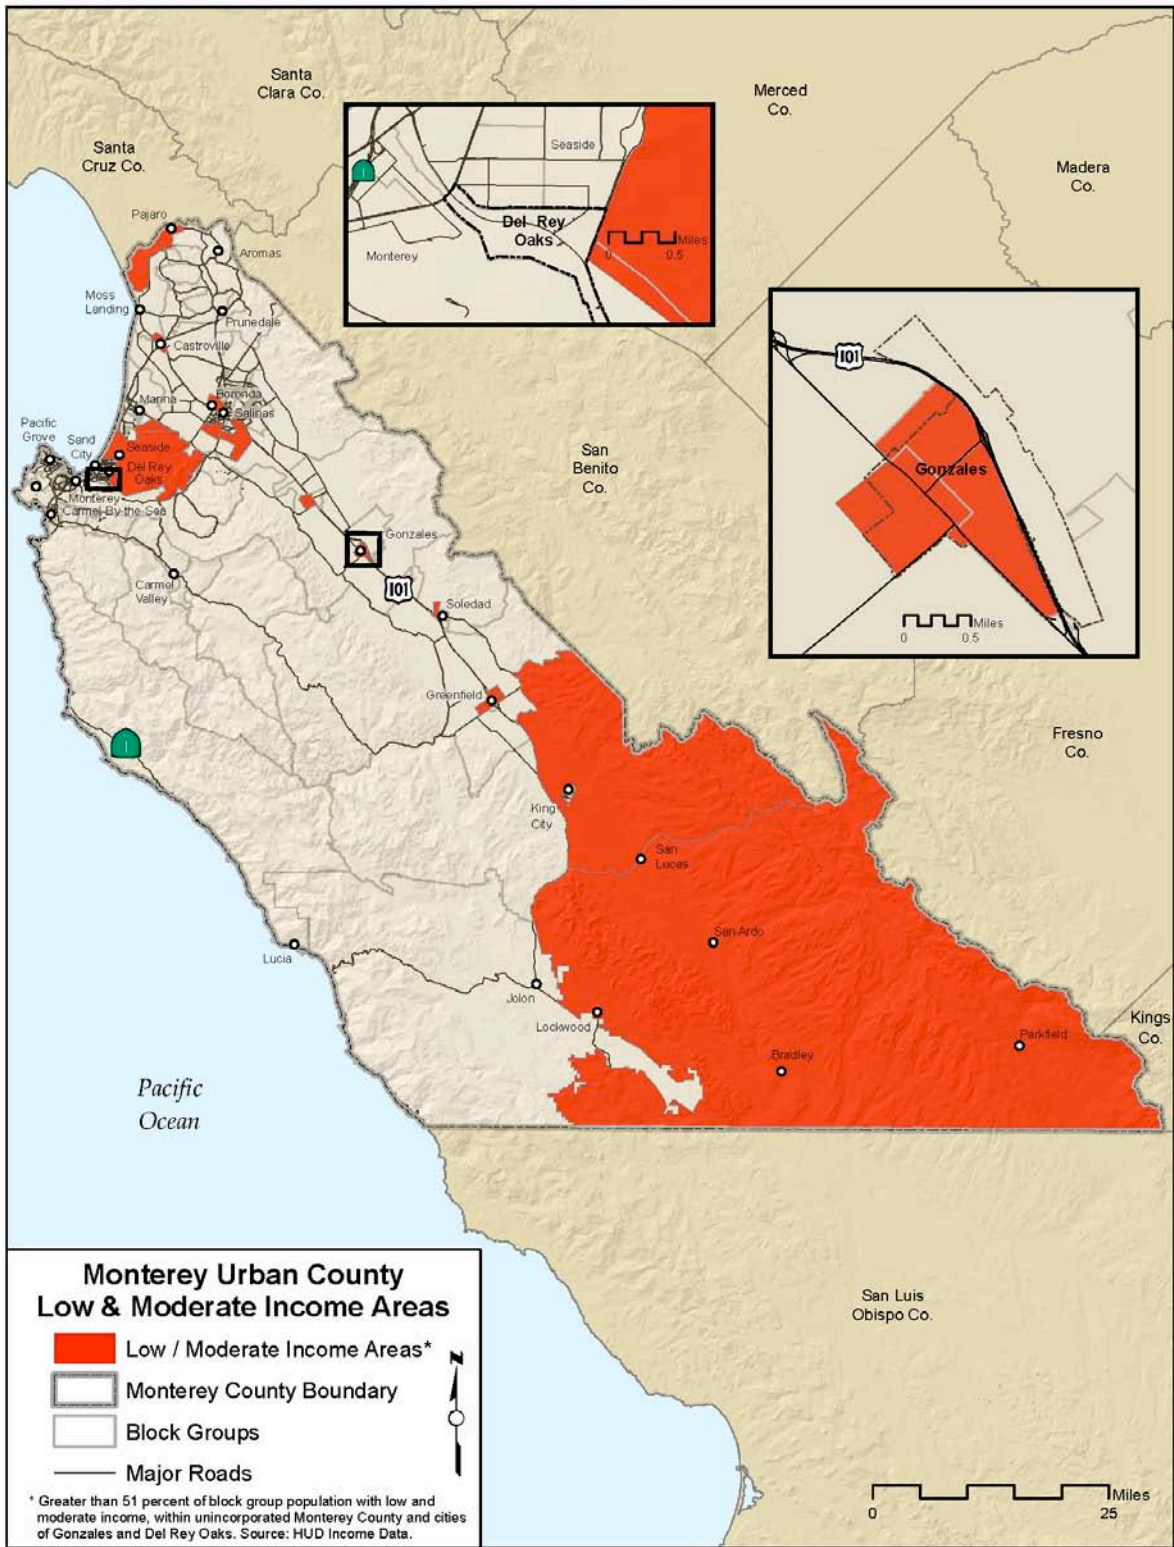 Santa
Clara Co.
Merced
Co.
Santa
Cruz Co.
Madera
Co.
Seaside
1
Del Rey
Oaks
Monterey
Miles
0 0.5
Pajaro
Aromas
Moss
Landing
Prunedale
Castroville
101
Gonzales
Miles
0 0.5
Boronda
Marina
Salinas
Pacific
Grove
Sand
City
Seaside
Del Rey
Oaks
Monterey
Carmel-By-the-Sea
San
Benito
Co.
Gonzales
Carmel
Valley
101
Soledad
Greenfield
1
Fresno
Co.
King
City
San
Lucas
San Ardo
Lucia
Jolon
Lockwood
Bradley
Parkfield
Kings
Co.
Pacific
Ocean
San Luis
Obispo Co.
Monterey Urban County
Low & Moderate Income Areas
Low / Moderate Income Areas*
N
Monterey County Boundary
Block Groups
Major Roads
* Greater than 51 percent of block group population with low and
moderate income, within unincorporated Monterey County and cities
of Gonzales and Del Rey Oaks. Source: HUD Income Data.
Miles
0 25